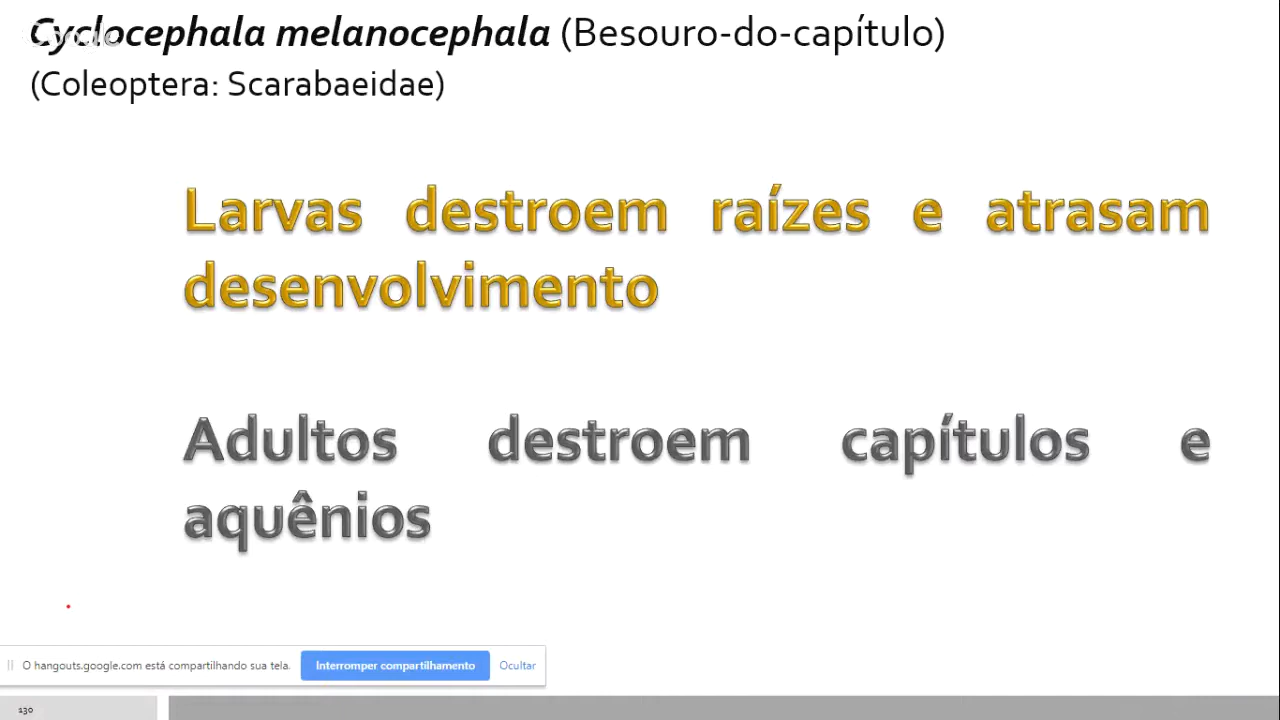 Cyclocephala melanocephala (Besouro-do-capítulo)
(Coleoptera: Scarabaeidae)
Larvas destroem raízes e atrasam
desenvolvimento
Adultos destroem capítulos e
aquênios
O hangouts.google.com está compartilhando sua tela. Interromper compartilhamento Ocultar
130